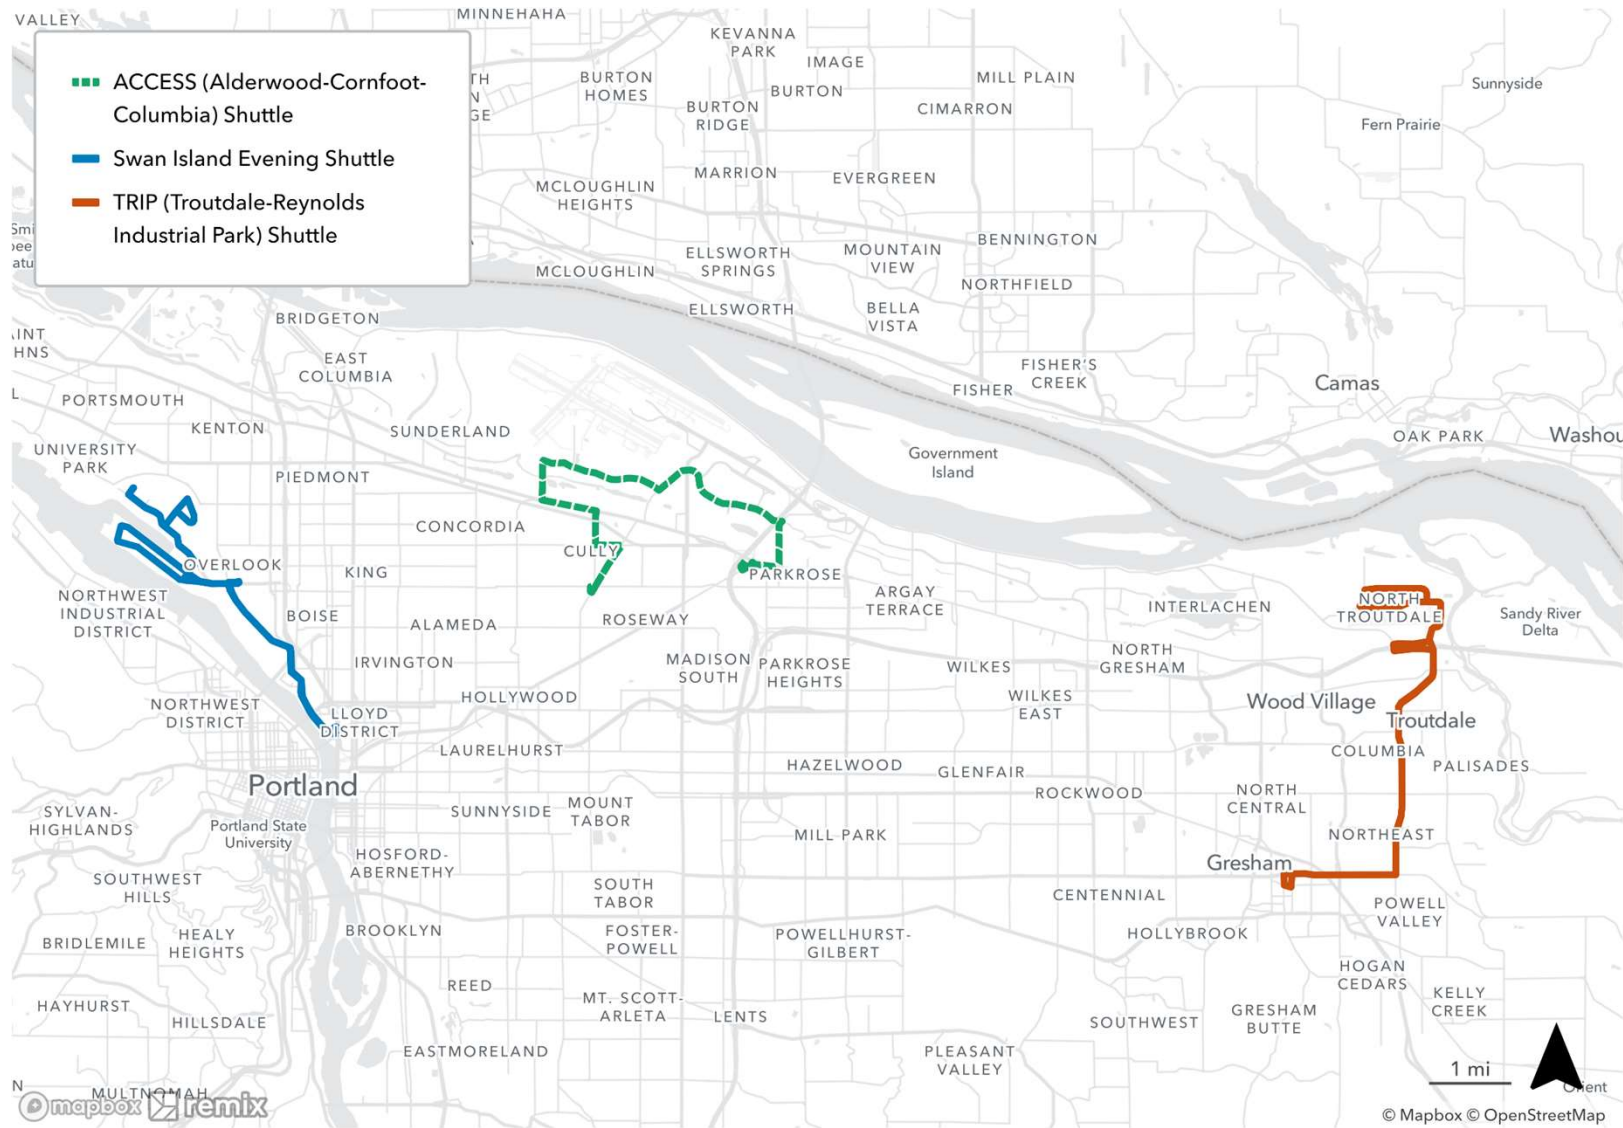 VALLEY
MINNEHAHA
KEVANNA
PARK
IMAGE
BURTON
HOMES
BURTON
MILL PLAIN
Sunnyside
ACCESS (Alderwood-Cornfoot-
Columbia) Shuttle
BURTON
RIDGE
CIMARRON
Fern Prairie
Swan Island Evening Shuttle
MARRION
EVERGREEN
MCLOUGHLIN
HEIGHTS
TRIP (Troutdale-Reynolds
Industrial Park) Shuttle
ELLSWORTH
SPRINGS
MOUNTAIN
VIEW
BENNINGTON
MCLOUGHLIN
NORTHFIELD
ELLSWORTH
BELLA
VISTA
BRIDGETON
EAST
COLUMBIA
FISHER'S
CREEK
FISHER
Camas
PORTSMOUTH
KENTON
SUNDERLAND
OAK PARK
Washou
UNIVERSITY
PARK
PIEDMONT
Government
Island
CONCORDIA
CULLY
OVERLOOK
KING
PARKROSE
NORTHWEST
INDUSTRIAL
DISTRICT
BOISE
ALAMEDA
ROSEWAY
ARGAY
TERRACE
INTERLACHEN
NORTH
TROUTDALE
Sandy River
Delta
IRVINGTON
MADISON
SOUTH
PARKROSE
HEIGHTS
WILKES
NORTH
GRESHAM
HOLLYWOOD
WILKES
EAST
Wood Village
Troutdale
NORTHWEST
DISTRICT
LLOYD
DISTRICT
LAURELHURST
COLUMBIA
PALISADES
HAZELWOOD
GLENFAIR
Portland
ROCKWOOD
NORTH
CENTRAL
SYLVAN-
HIGHLANDS
Portland State
University
SUNNYSIDE
MOUNT
TABOR
MILL PARK
NORTHEAST
HOSFORD-
ABERNETHY
Gresham
SOUTHWEST
HILLS
SOUTH
TABOR
CENTENNIAL
POWELL
VALLEY
BRIDLEMILE
HEALY
HEIGHTS
BROOKLYN
FOSTER-
POWELL
POWELLHURST-
GILBERT
HOLLYBROOK
HOGAN
CEDARS
REED
HAYHURST
HILLSDALE
MT. SCOTT-
ARLETA
LENTS
SOUTHWEST
GRESHAM
BUTTE
KELLY
CREEK
EASTMORELAND
PLEASANT
VALLEY
1 mi
MULTNOMAH
Orient
mapbox remix
© Mapbox © OpenStreetMap